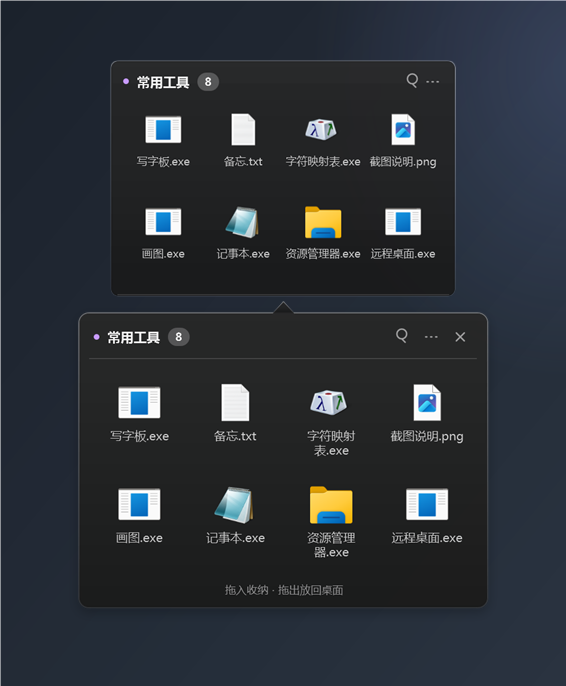 常用工具 8
写字板.exe 备忘.txt 字符映射表.exe 截图说明.png
画图.exe 记事本.exe 资源管理器.exe 远程桌面.exe
常用工具 8
写字板.exe 备忘.txt 字符映射表.exe 截图说明.png
画图.exe 记事本.exe 资源管理器.exe 远程桌面.exe
拖入收纳 · 拖出放回桌面